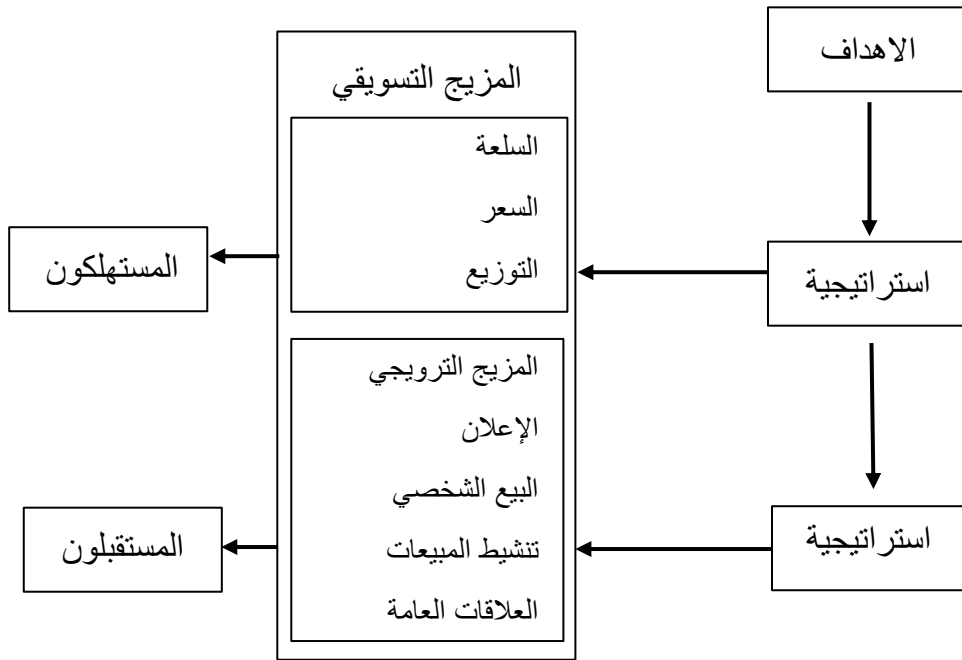 الاهداف
المزيج التسويقي
السلعة
السعر
التوزيع
استراتيجية
المستهلكون
المزيج الترويجي
الإعلان
البيع الشخصي
تنشيط المبيعات
العلاقات العامة
استراتيجية
المستقبلون